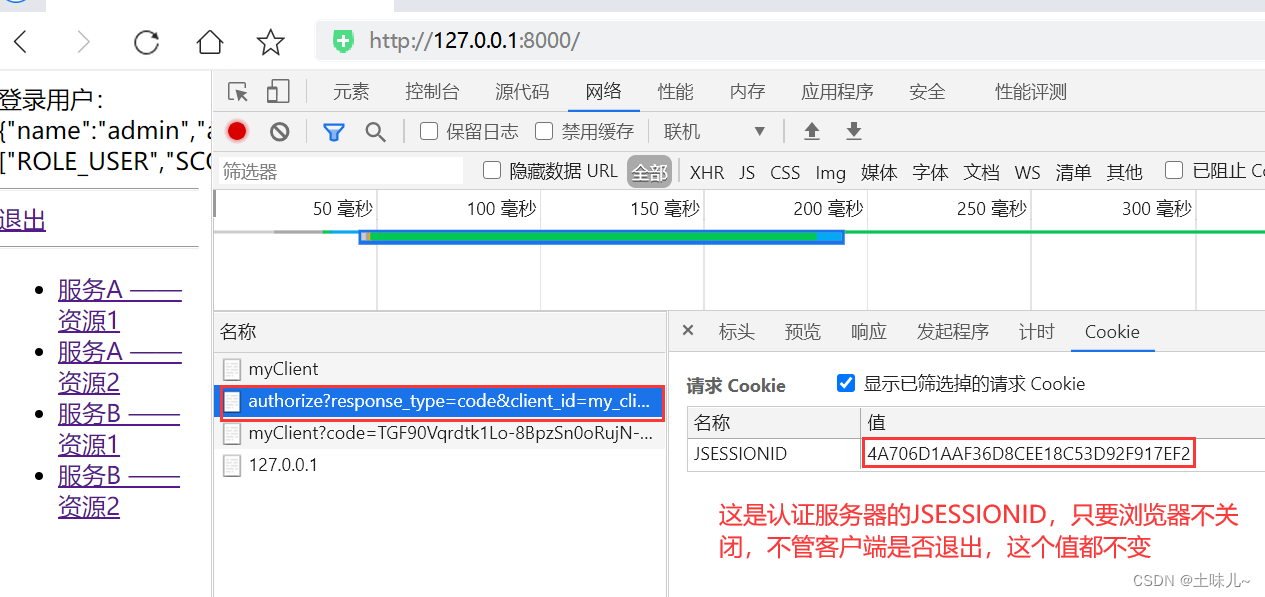 http://127.0.0.1:8000/
登录用户：
{"name":"admin","a
["ROLE_USER","SCO
退出
服务A ——
资源1
服务A ——
资源2
服务B ——
资源1
服务B ——
资源2
元素 控制台 源代码 网络 性能 内存 应用程序 安全 性能评测
保留日志 禁用缓存 联机
筛选器 隐藏数据 URL 全部 XHR JS CSS Img 媒体 字体 文档 WS 清单 其他 已阻止 Co
50 毫秒 100 毫秒 150 毫秒 200 毫秒 250 毫秒 300 毫秒
名称
myClient
authorize?response_type=code&client_id=my_cli...
myClient?code=TGF90Vqrdtk1Lo-8BpzSn0oRujN-...
127.0.0.1
× 标头 预览 响应 发起程序 计时 Cookie
请求 Cookie 显示已筛选掉的请求 Cookie
名称 值
JSESSIONID 4A706D1AAF36D8CEE18C53D92F917EF2
这是认证服务器的JSESSIONID，只要浏览器不关
闭，不管客户端是否退出，这个值都不变
CSDN @土味儿~